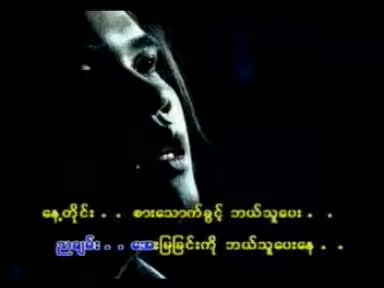 နေ့တိုင်း . . စားသောက်ခွင့် ဘယ်သူပေး . .
ညချမ်း . . အေးမြခြင်းကို ဘယ်သူပေးနေ . .